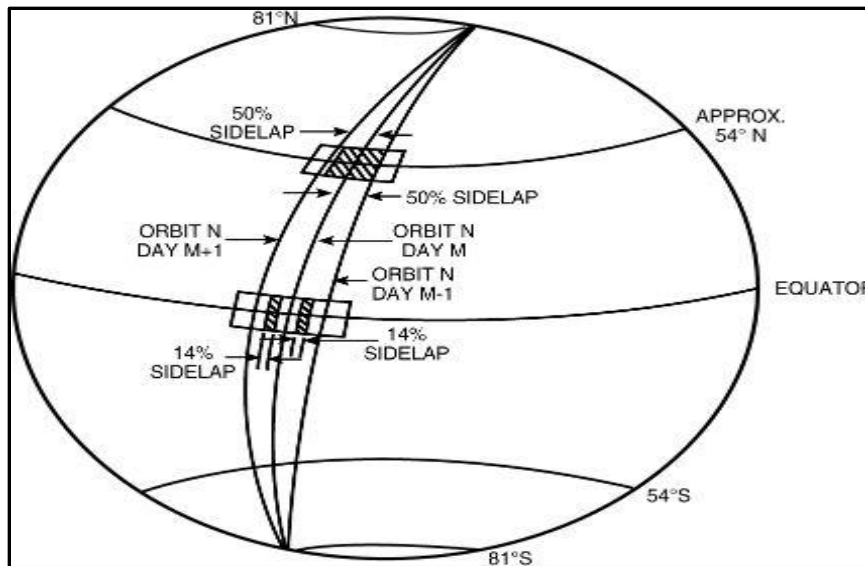 81°N
50%
SIDELAP
APPROX.
54° N
50% SIDELAP
ORBIT N
DAY M+1
ORBIT N
DAY M
ORBIT N
DAY M-1
EQUATOR
14%
SIDELAP
14%
SIDELAP
54°S
81°S